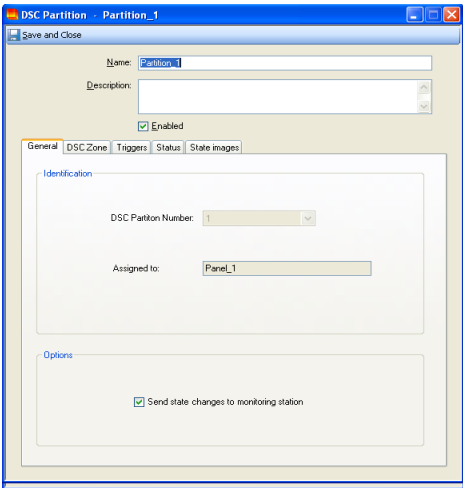 DSC Partition - Partition_1
Save and Close
Name: Partition_1
Description:
Enabled
General DSC Zone Triggers Status State images
Identification
DSC Partiton Number: 1
Assigned to: Panel_1
Options
Send state changes to monitoring station